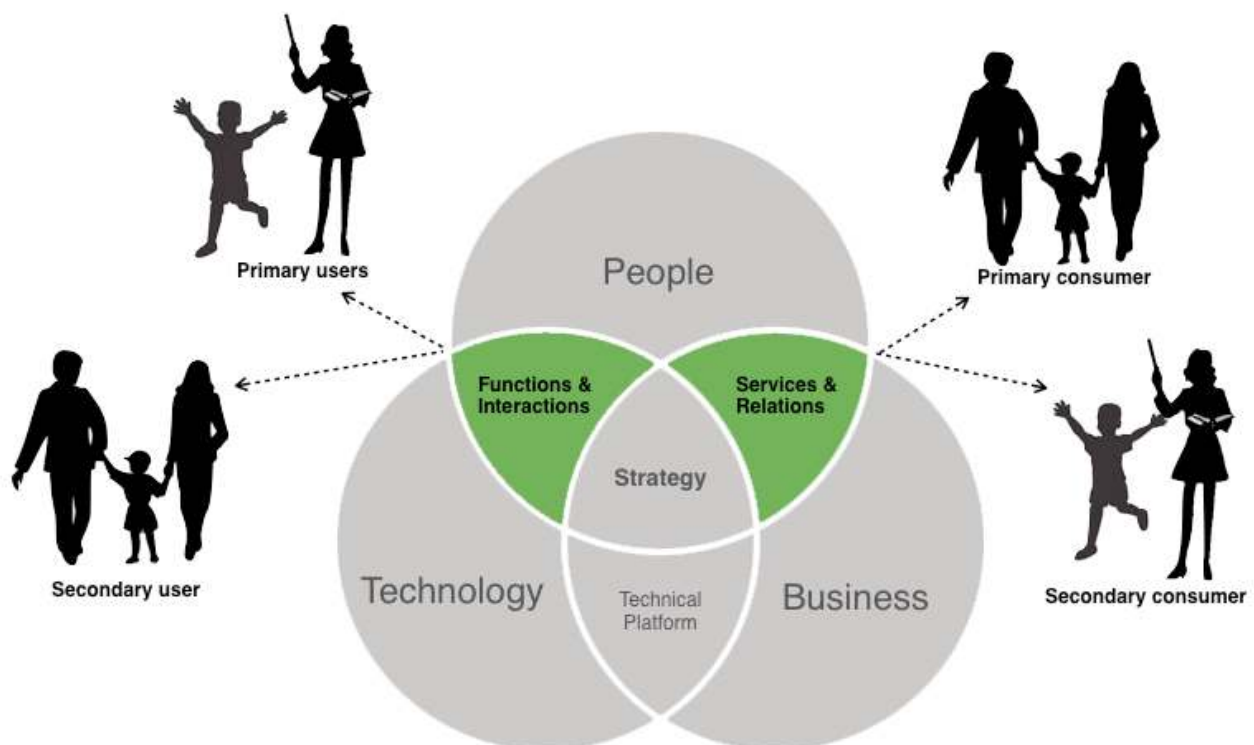 Primary users
Primary consumer
People
Functions &
Interactions
Services &
Relations
Strategy
Secondary user
Technology
Technical
Platform
Business
Secondary consumer